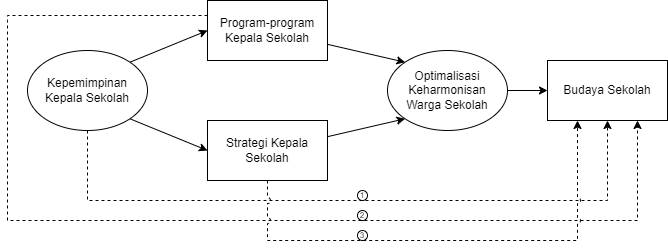 Program-program
Kepala Sekolah
Kepemimpinan
Kepala Sekolah
Optimalisasi
Keharmonisan
Warga Sekolah
Budaya Sekolah
Strategi Kepala
Sekolah
1
2
3